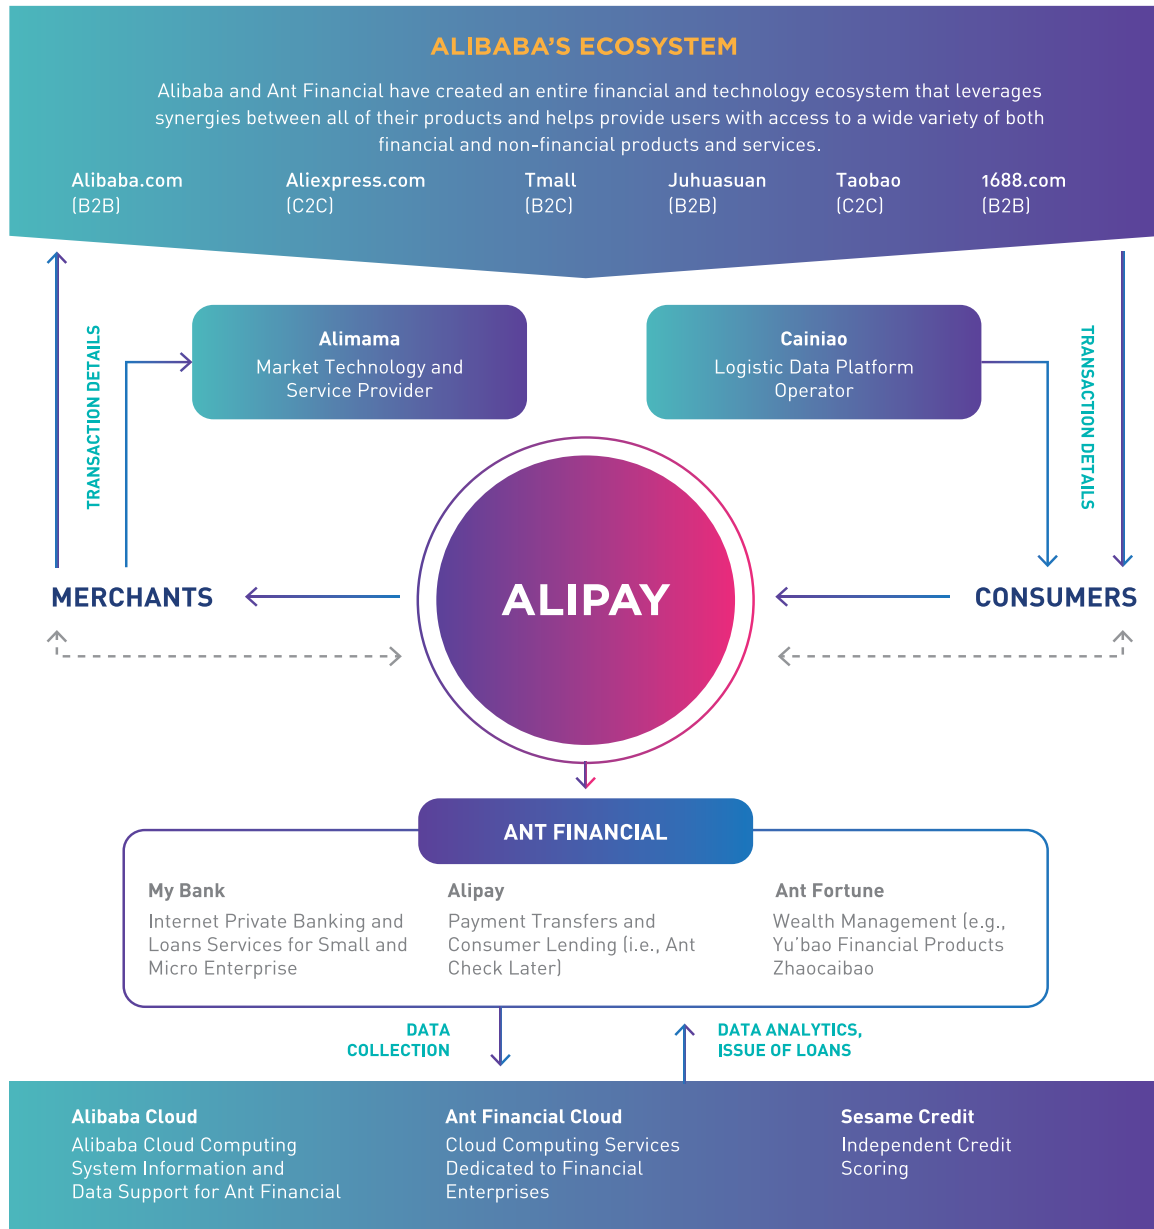 ALIBABA'S ECOSYSTEM
Alibaba and Ant Financial have created an entire financial and technology ecosystem that leverages
synergies between all of their products and helps provide users with access to a wide variety of both
financial and non-financial products and services.
Alibaba.com
(B2B)
Aliexpress.com
(C2C)
Tmall
(B2C)
Juhuasuan
(B2B)
Taobao
(C2C)
1688.com
(B2B)
TRANSACTION DETAILS
Alimama
Market Technology and
Service Provider
Cainiao
Logistic Data Platform
Operator
TRANSACTION DETAILS
MERCHANTS
ALIPAY
CONSUMERS
ANT FINANCIAL
My Bank
Internet Private Banking and
Loans Services for Small and
Micro Enterprise
Alipay
Payment Transfers and
Consumer Lending (i.e., Ant
Check Later)
Ant Fortune
Wealth Management (e.g.,
Yu'bao Financial Products
Zhaocaibao
DATA
COLLECTION
DATA ANALYTICS,
ISSUE OF LOANS
Alibaba Cloud
Alibaba Cloud Computing
System Information and
Data Support for Ant Financial
Ant Financial Cloud
Cloud Computing Services
Dedicated to Financial
Enterprises
Sesame Credit
Independent Credit
Scoring